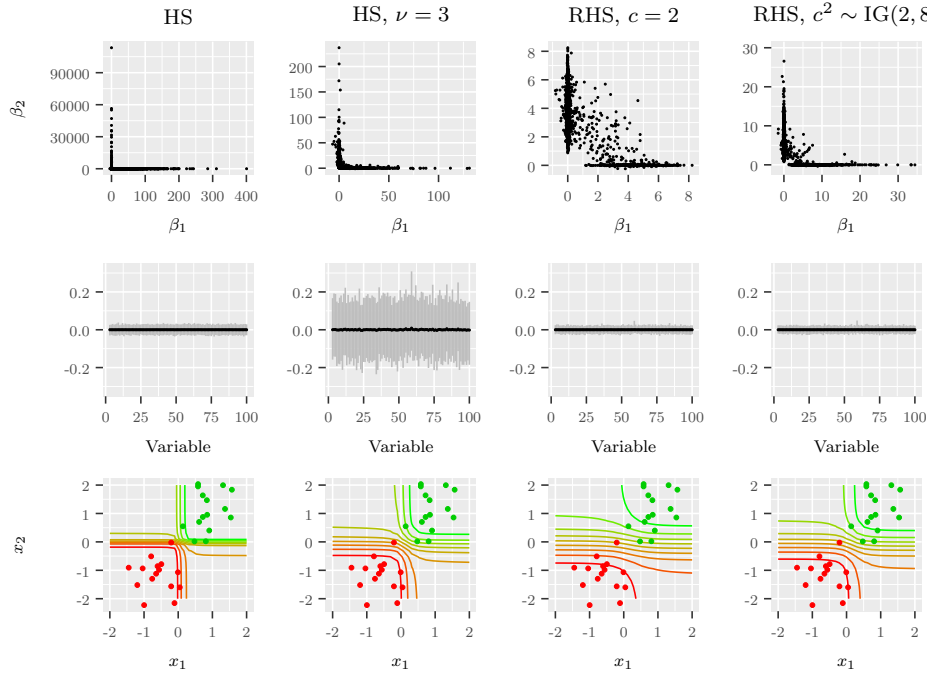 HS
HS, ν = 3
RHS, c = 2
RHS, c² ∼ IG(2, 8
β₂
90000
60000
30000
0
0 100 200 300 400
β₁
200
150
100
50
0
0 50 100
β₁
8
6
4
2
0
0 2 4 6 8
β₁
30
20
10
0
0 10 20 30
β₁
0.2
0.0
-0.2
0 25 50 75 100
Variable
0.2
0.0
-0.2
0 25 50 75 100
Variable
0.2
0.0
-0.2
0 25 50 75 100
Variable
0.2
0.0
-0.2
0 25 50 75 100
Variable
x₂
2
1
0
-1
-2
-2 -1 0 1 2
x₁
2
1
0
-1
-2
-2 -1 0 1 2
x₁
2
1
0
-1
-2
-2 -1 0 1 2
x₁
2
1
0
-1
-2
-2 -1 0 1 2
x₁